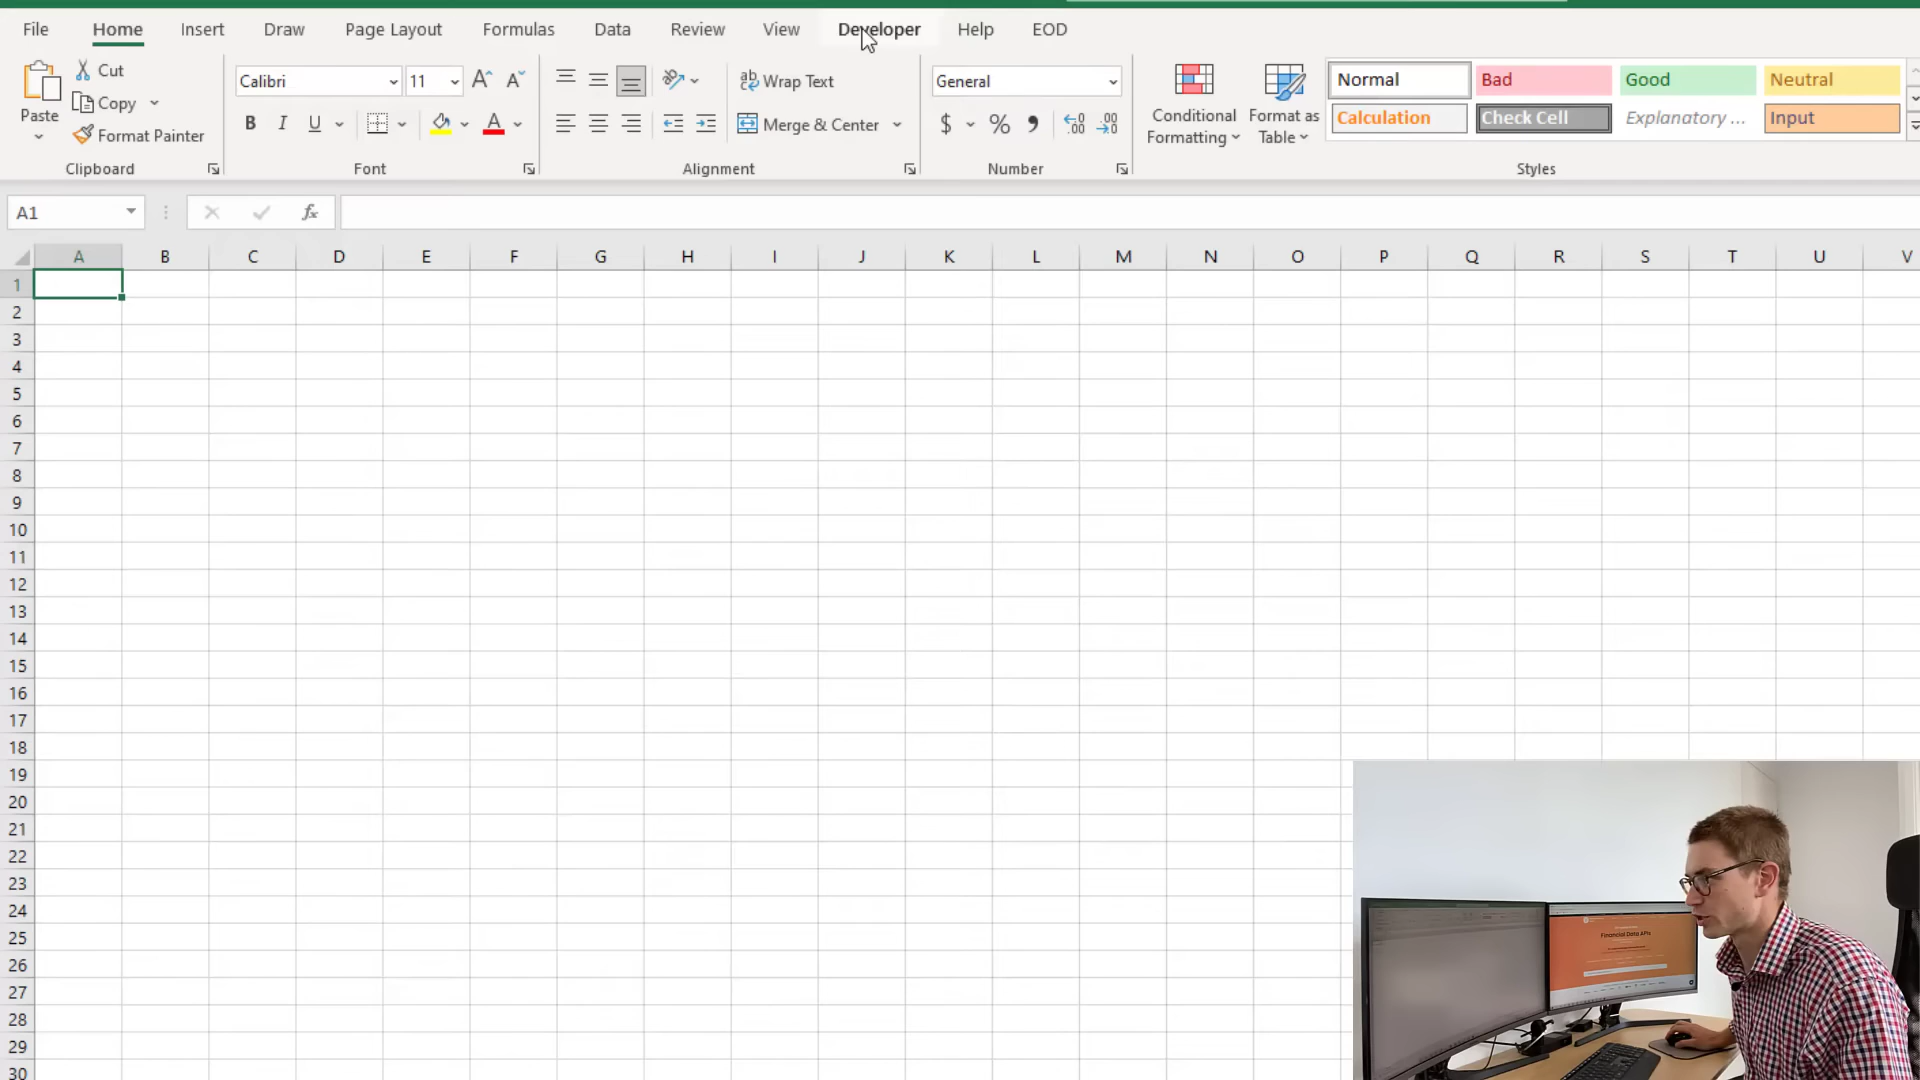 File Home Insert Draw Page Layout Formulas Data Review View Developer Help EOD
Paste
Cut
Copy
Format Painter
Clipboard
Calibri 11
B I U A
Font
Wrap Text
Merge & Center
Alignment
General
$ %
Number
Conditional
Formatting
Format as
Table
Normal Bad Good Neutral
Calculation Check Cell Explanatory ... Input
Styles
A1 fx
A B C D E F G H I J K L M N O P Q R S T U V
1
2
3
4
5
6
7
8
9
10
11
12
13
14
15
16
17
18
19
20
21
22
23
24
25
26
27
28
29
30
Financial Data APIs